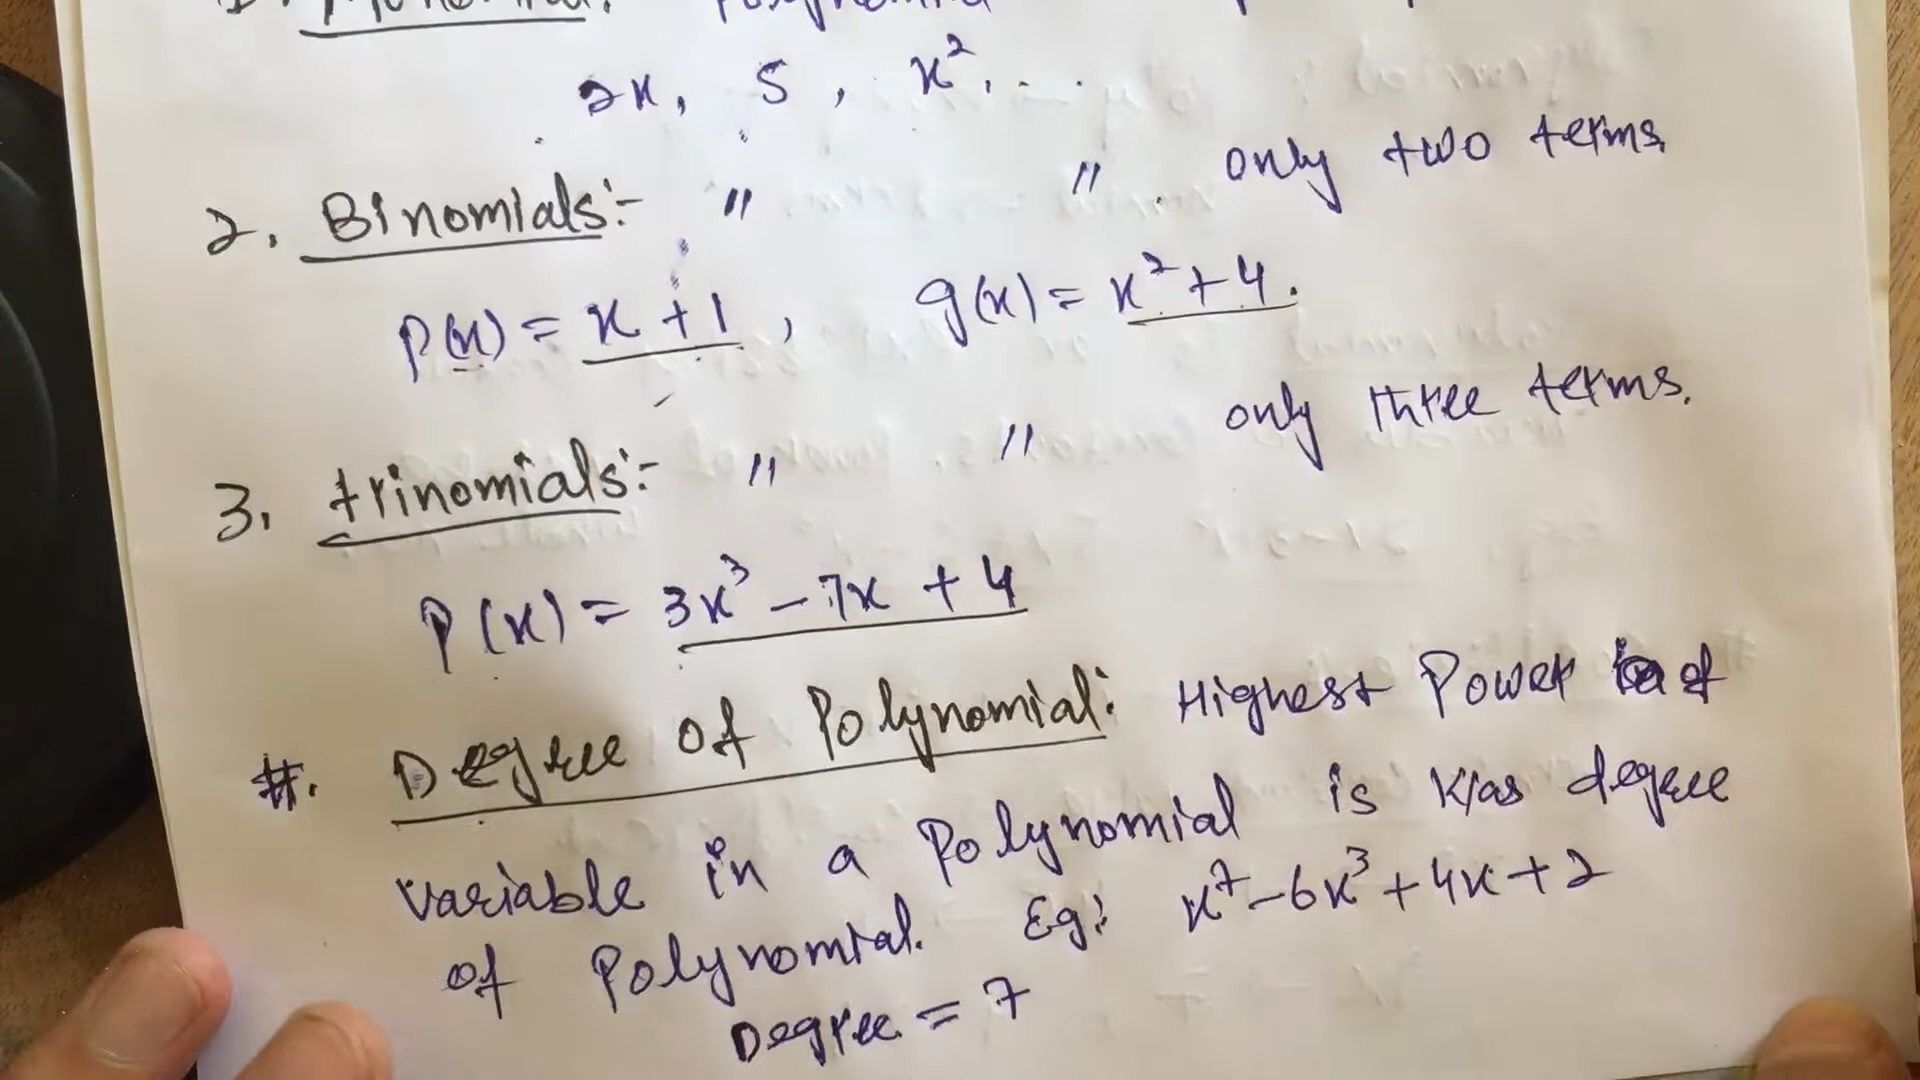 2x, 5, x², ...
2. Binomials:- " " only two terms.
P(x) = x + 1, g(x) = x² + 4.
3. trinomials:- " " only three terms.
P(x) = 3x³ - 7x + 4
#. Degree of Polynomial: Highest Power of
variable in a Polynomial is K/as degree
of Polynomial. Eg: x⁷ - 6x³ + 4x + 2
Degree = 7